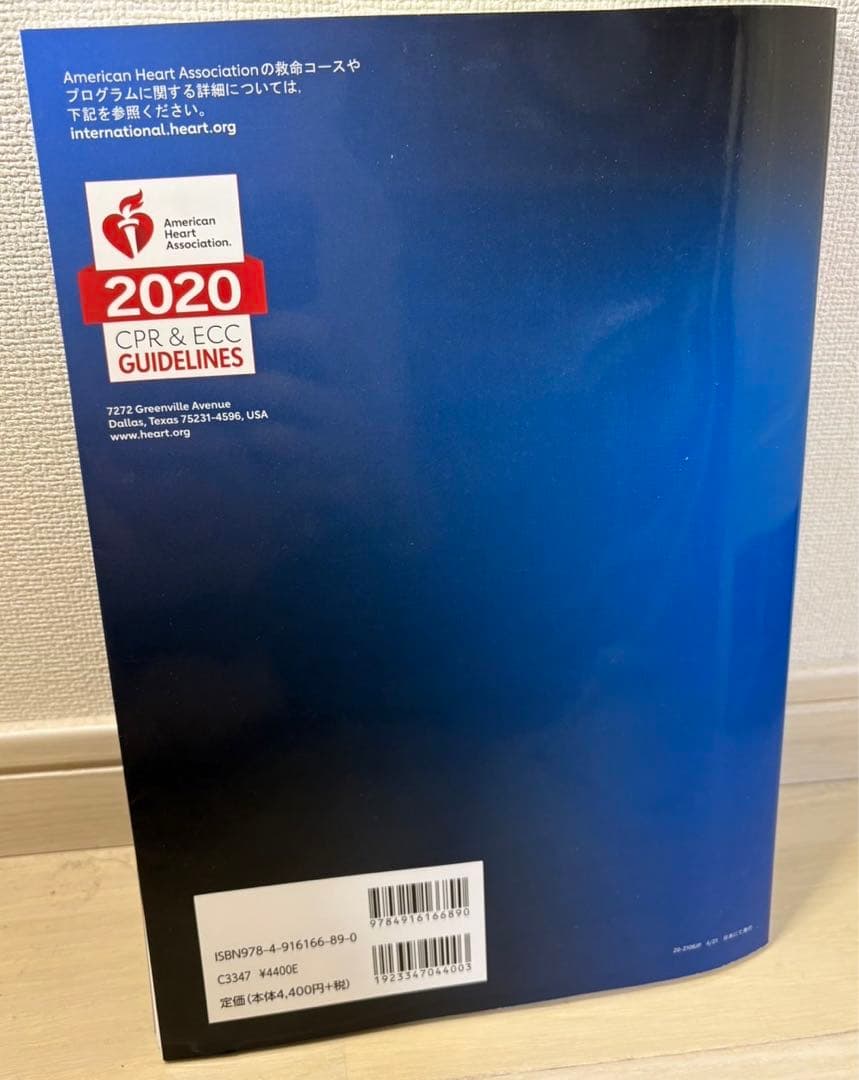 American Heart Associationの救命コースや
プログラムに関する詳細については,
下記を参照ください。
international.heart.org
American
Heart
Association.
2020
CPR & ECC
GUIDELINES
7272 Greenville Avenue
Dallas, Texas 75231-4596, USA
www.heart.org
9784916166890
ISBN978-4-916166-89-0
C3347 ¥4400E
1923347044003
定価(本体4,400円+税)